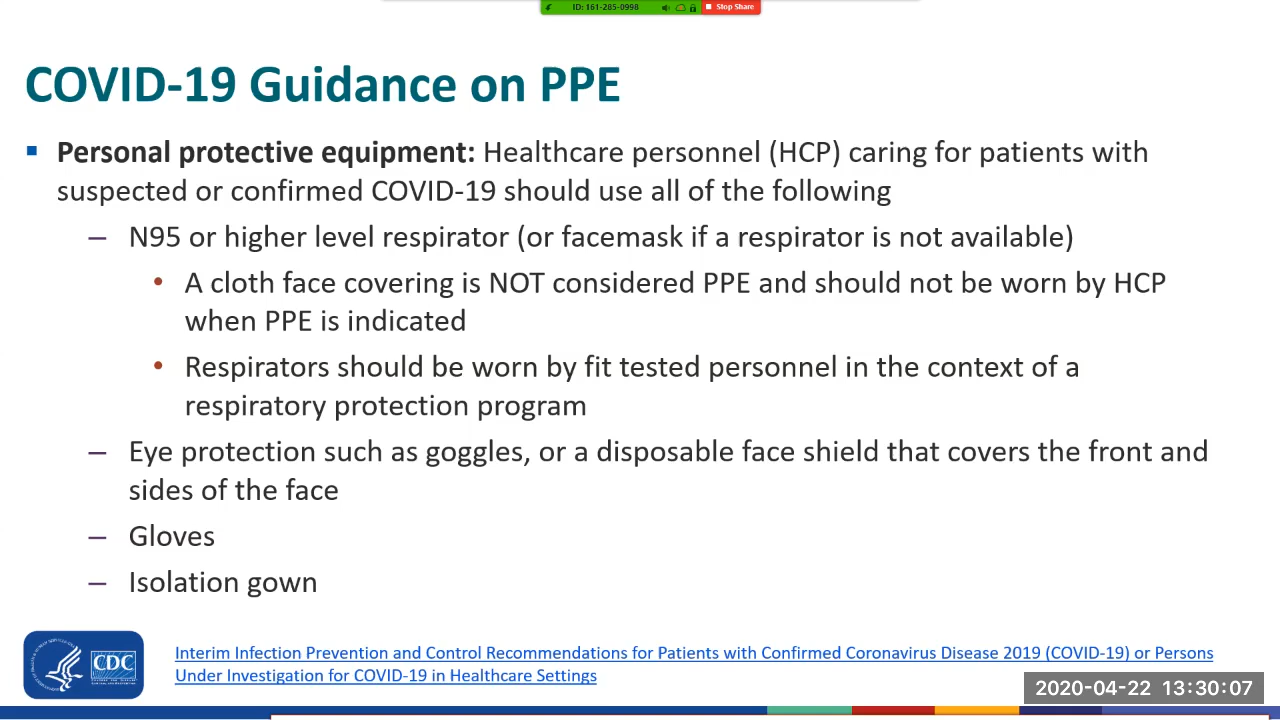 ID: 161-285-0998 Stop Share
COVID-19 Guidance on PPE
Personal protective equipment: Healthcare personnel (HCP) caring for patients with
suspected or confirmed COVID-19 should use all of the following
– N95 or higher level respirator (or facemask if a respirator is not available)
• A cloth face covering is NOT considered PPE and should not be worn by HCP
when PPE is indicated
• Respirators should be worn by fit tested personnel in the context of a
respiratory protection program
– Eye protection such as goggles, or a disposable face shield that covers the front and
sides of the face
– Gloves
– Isolation gown
CDC
Interim Infection Prevention and Control Recommendations for Patients with Confirmed Coronavirus Disease 2019 (COVID-19) or Persons
Under Investigation for COVID-19 in Healthcare Settings
2020-04-22 13:30:07